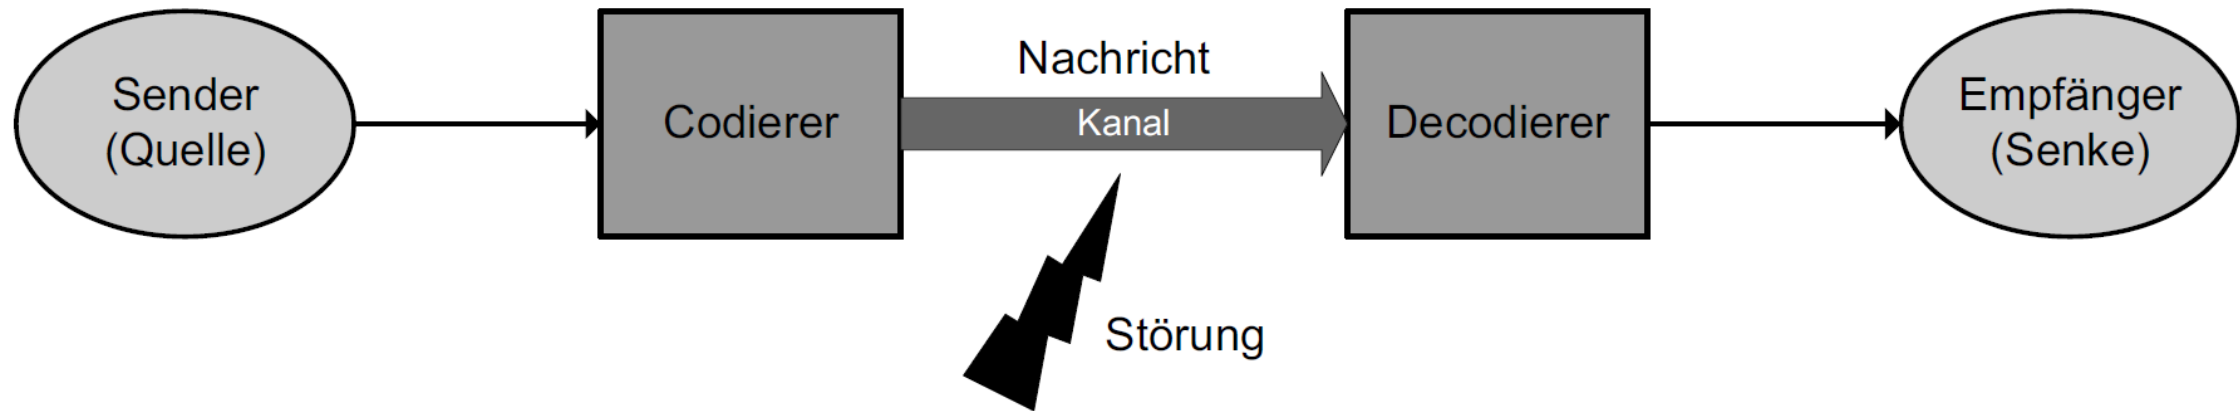 Sender
(Quelle)
Codierer
Nachricht
Kanal
Decodierer
Empfänger
(Senke)
Störung